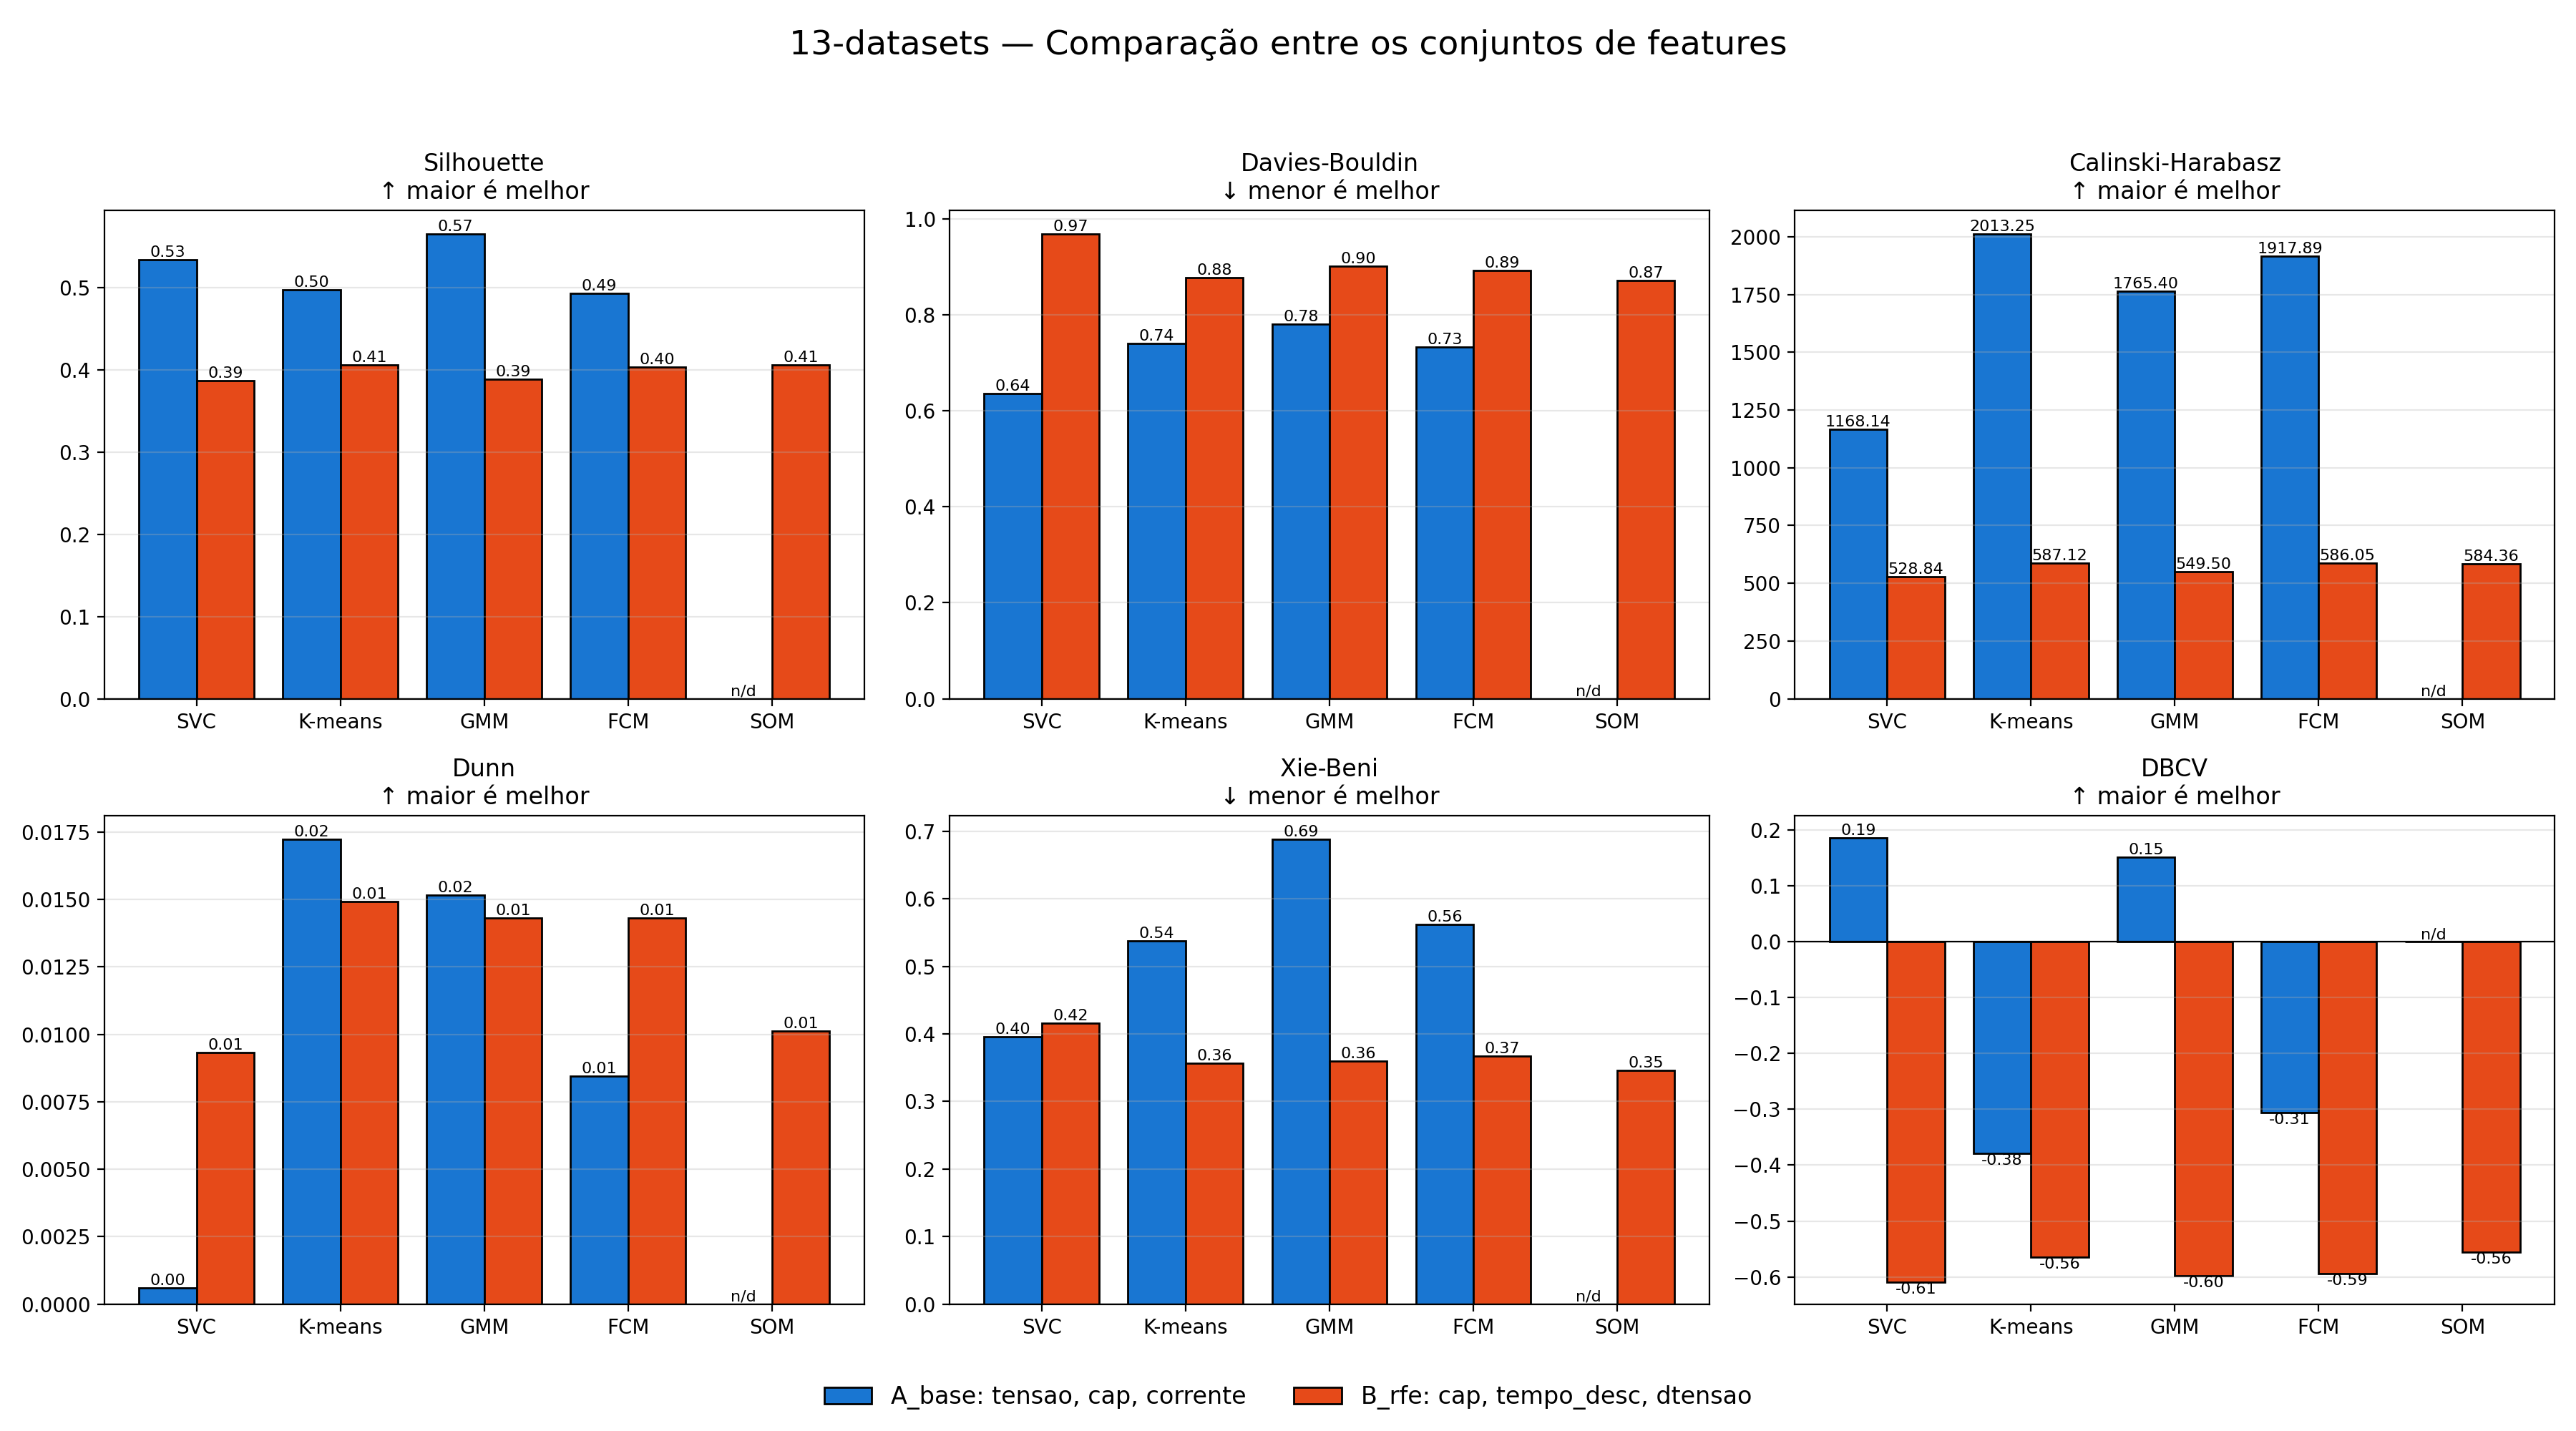 13-datasets — Comparação entre os conjuntos de features
Silhouette
↑ maior é melhor
0.5
0.4
0.3
0.2
0.1
0.0
0.53
0.39
0.50
0.41
0.57
0.39
0.49
0.40
n/d
0.41
SVC
K-means
GMM
FCM
SOM
Davies-Bouldin
↓ menor é melhor
1.0
0.8
0.6
0.4
0.2
0.0
0.64
0.97
0.74
0.88
0.78
0.90
0.73
0.89
n/d
0.87
SVC
K-means
GMM
FCM
SOM
Calinski-Harabasz
↑ maior é melhor
2000
1750
1500
1250
1000
750
500
250
0
1168.14
528.84
2013.25
587.12
1765.40
549.50
1917.89
586.05
n/d
584.36
SVC
K-means
GMM
FCM
SOM
Dunn
↑ maior é melhor
0.0175
0.0150
0.0125
0.0100
0.0075
0.0050
0.0025
0.0000
0.00
0.01
0.02
0.01
0.02
0.01
0.01
0.01
n/d
0.01
SVC
K-means
GMM
FCM
SOM
Xie-Beni
↓ menor é melhor
0.7
0.6
0.5
0.4
0.3
0.2
0.1
0.0
0.40
0.42
0.54
0.36
0.69
0.36
0.56
0.37
n/d
0.35
SVC
K-means
GMM
FCM
SOM
DBCV
↑ maior é melhor
0.2
0.1
0.0
−0.1
−0.2
−0.3
−0.4
−0.5
−0.6
0.19
-0.61
-0.38
-0.56
0.15
-0.60
-0.31
-0.59
n/d
-0.56
SVC
K-means
GMM
FCM
SOM
A_base: tensao, cap, corrente
B_rfe: cap, tempo_desc, dtensao